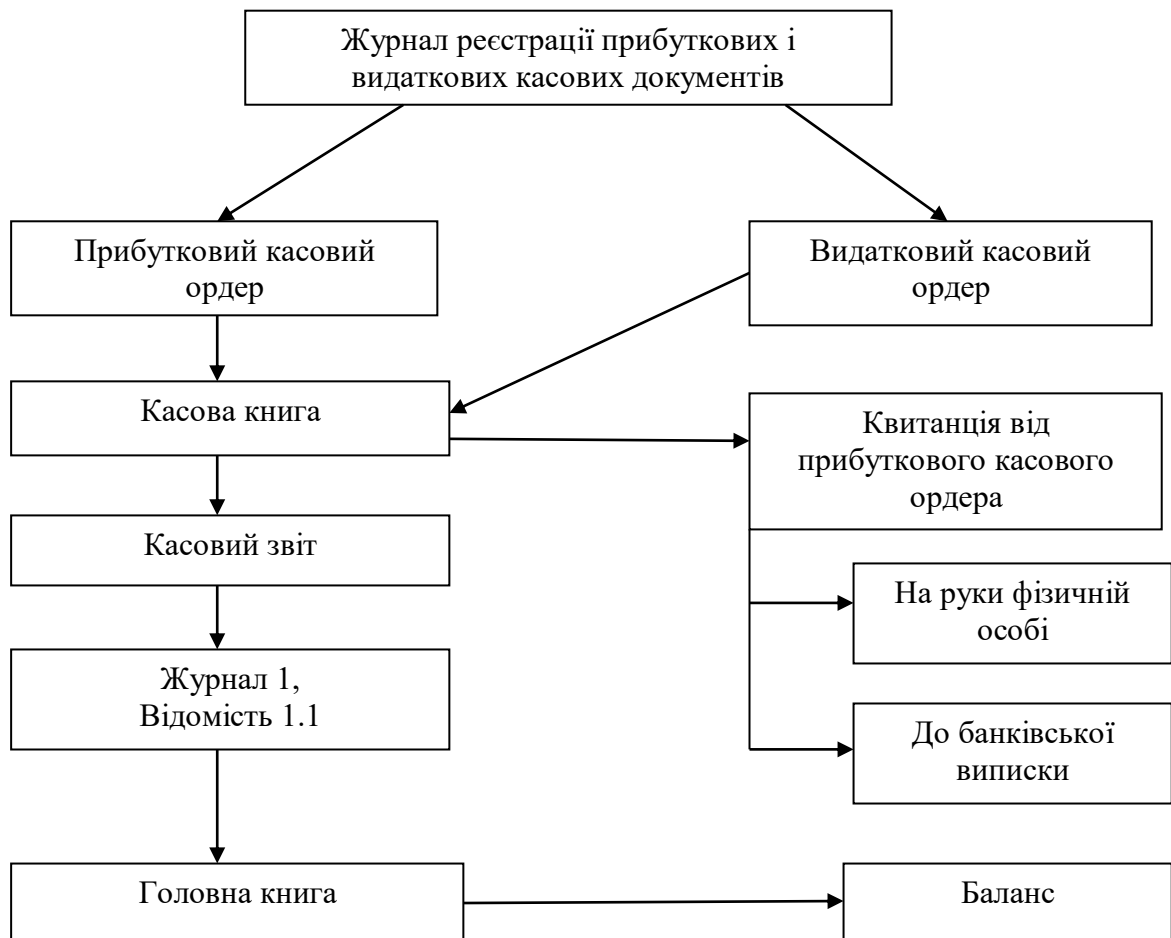 Журнал реєстрації прибуткових і
видаткових касових документів
Прибутковий касовий
ордер
Видатковий касовий
ордер
Касова книга
Квитанція від
прибуткового касового
ордера
Касовий звіт
На руки фізичній
особі
Журнал 1,
Відомість 1.1
До банківської
виписки
Головна книга
Баланс